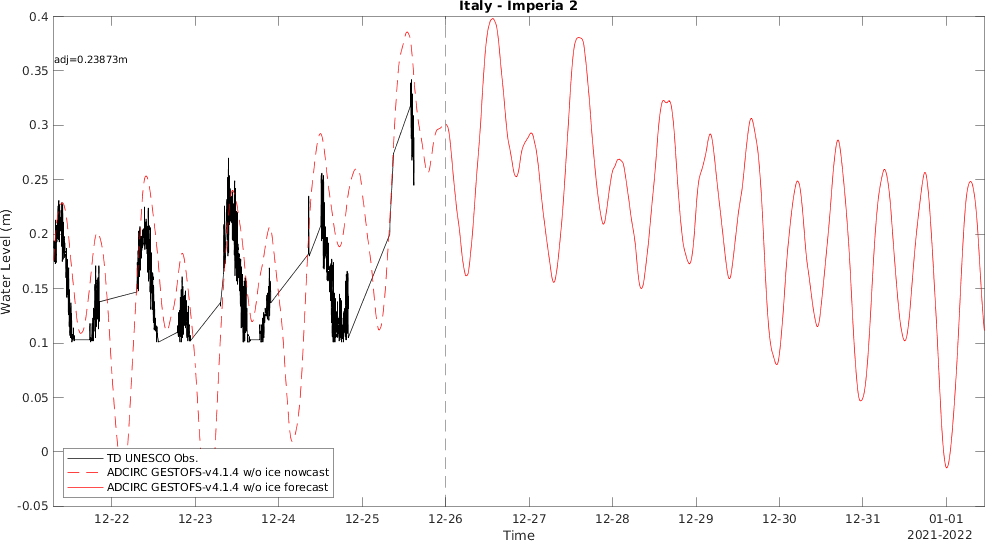 Italy - Imperia 2
adj=0.23873m
0.4
0.35
0.3
0.25
0.2
0.15
0.1
0.05
0
-0.05
Water Level (m)
TD UNESCO Obs.
ADCIRC GESTOFS-v4.1.4 w/o ice nowcast
ADCIRC GESTOFS-v4.1.4 w/o ice forecast
12-22 12-23 12-24 12-25 12-26 12-27 12-28 12-29 12-30 12-31 01-01
Time
2021-2022